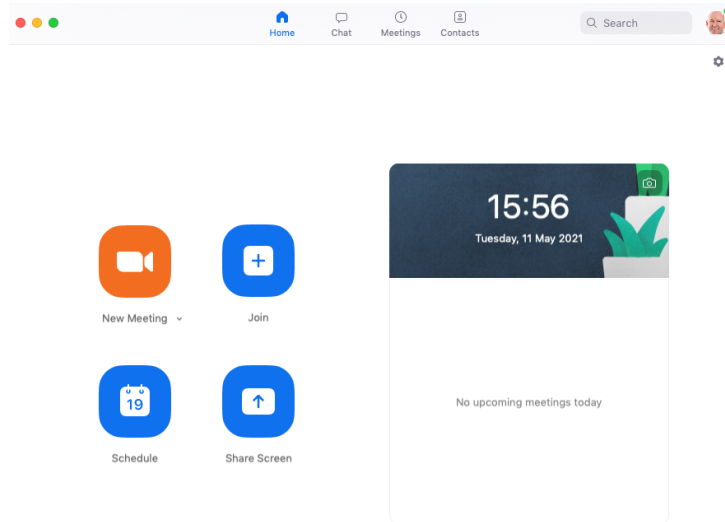 Home
Chat
Meetings
Contacts
Search
15:56
Tuesday, 11 May 2021
New Meeting
Join
19
Schedule
Share Screen
No upcoming meetings today